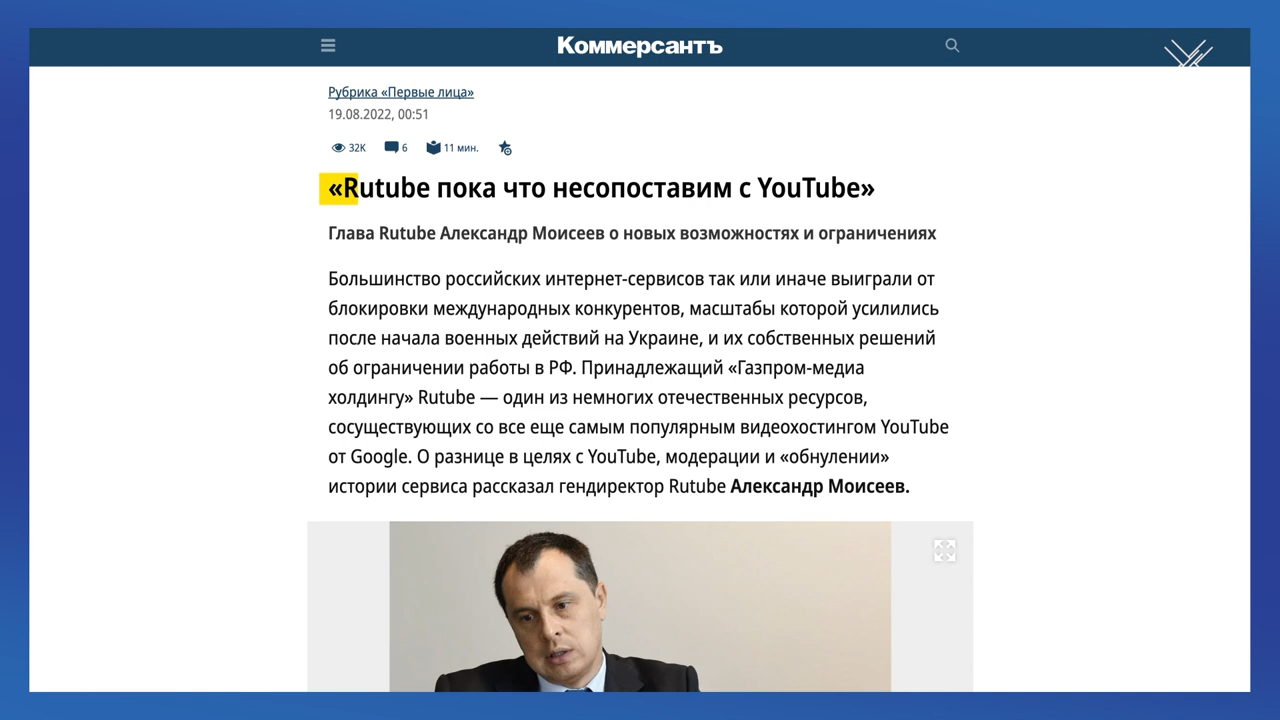 Коммерсантъ
Рубрика «Первые лица»
19.08.2022, 00:51
32K 6 11 мин.
«Rutube пока что несопоставим с YouTube»
Глава Rutube Александр Моисеев о новых возможностях и ограничениях
Большинство российских интернет-сервисов так или иначе выиграли от
блокировки международных конкурентов, масштабы которой усилились
после начала военных действий на Украине, и их собственных решений
об ограничении работы в РФ. Принадлежащий «Газпром-медиа
холдингу» Rutube — один из немногих отечественных ресурсов,
сосуществующих со все еще самым популярным видеохостингом YouTube
от Google. О разнице в целях с YouTube, модерации и «обнулении»
истории сервиса рассказал гендиректор Rutube Александр Моисеев.